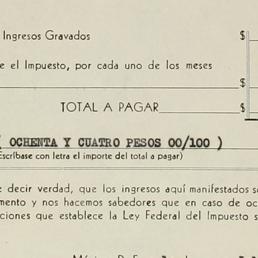 Ingresos Gravados $
e el Impuesto, por cada uno de los meses
$
TOTAL A PAGAR $
( OCHENTA Y CUATRO PESOS 00/100 )
Escríbase con letra el importe del total a pagar)
e decir verdad, que los ingresos aquí manifestados s
mento y nos hacemos sabedores que en caso de oc
ciones que establece la Ley Federal del Impuesto s